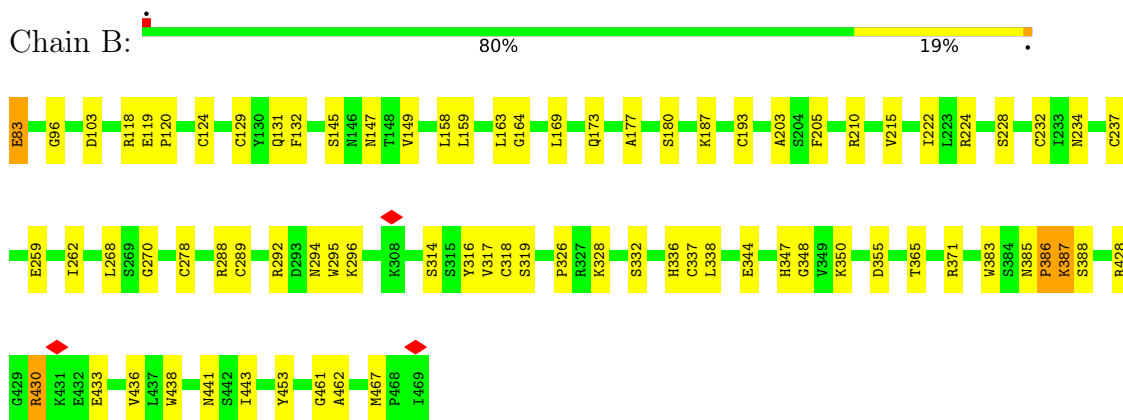 Chain B:
80% 19%
E83 G96 D103 R118 E119 P120 C124 C129 Y130 Q131 F132 S145 N146 N147 T148 V149 L158 L159 L163 G164 L169 Q173 A177 S180 K187 C193 A203 S204 F205 R210 V215 I222 L223 R224 S228 C232 I233 N234 C237
E259 I262 L268 S269 G270 C278 R288 C289 R292 D293 N294 W295 K296 K308 S314 S315 Y316 V317 C318 S319 P326 R327 K328 S332 H336 C337 L338 E344 H347 G348 V349 K350 D355 T365 R371 W383 S384 N385 P386 K387 S388 R428
G429 R430 K431 E432 E433 V436 L437 W438 N441 S442 I443 Y453 G461 A462 M467 P468 I469